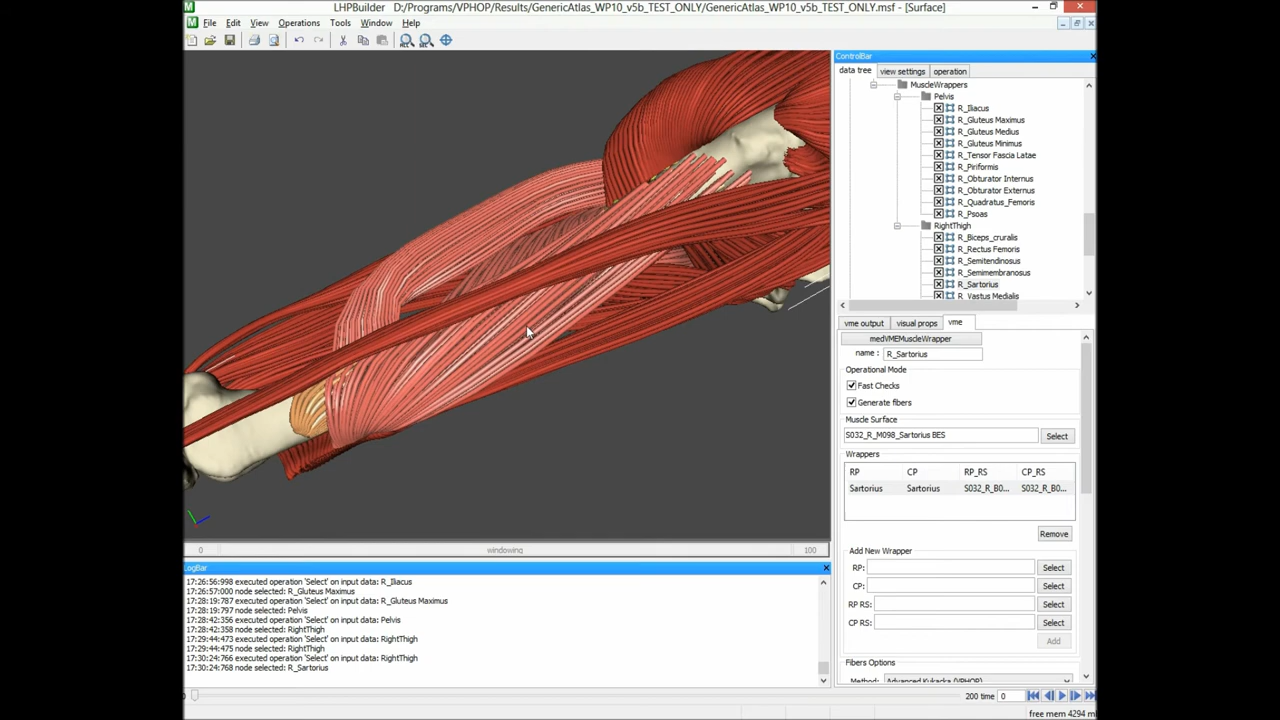 LHPBuilder D:/Programs/VPHOP/Results/GenericAtlas_WP10_v5b_TEST_ONLY/GenericAtlas_WP10_v5b_TEST_ONLY.msf - [Surface]
File Edit View Operations Tools Window Help
ControlBar
data tree view settings operation
MuscleWrappers
Pelvis
R_Iliacus
R_Gluteus Maximus
R_Gluteus Medius
R_Gluteus Minimus
R_Tensor Fascia Latae
R_Piriformis
R_Obturator Internus
R_Obturator Externus
R_Quadratus_Femoris
R_Psoas
RightThigh
R_Biceps_cruralis
R_Rectus Femoris
R_Semitendinosus
R_Semimembranosus
R_Sartorius
R_Vastus Medialis
vme output visual props vme
medVMEMuscleWrapper
name : R_Sartorius
Operational Mode
Fast Checks
Generate fibers
Muscle Surface
S032_R_M098_Sartorius BES Select
Wrappers
RP CP RP_RS CP_RS
Sartorius Sartorius S032_R_B0... S032_R_B0...
Remove
Add New Wrapper
RP: Select
CP: Select
RP RS: Select
CP RS: Select
Add
Fibers Options
Method: Advanced Kukacka (VPHOP)
0 windowing 100
LogBar
17:26:56:998 executed operation 'Select' on input data: R_Iliacus
17:26:57:000 node selected: R_Gluteus Maximus
17:28:19:787 executed operation 'Select' on input data: R_Gluteus Maximus
17:28:19:797 node selected: Pelvis
17:28:42:356 executed operation 'Select' on input data: Pelvis
17:28:42:358 node selected: RightThigh
17:29:44:473 executed operation 'Select' on input data: RightThigh
17:29:44:475 node selected: RightThigh
17:30:24:766 executed operation 'Select' on input data: RightThigh
17:30:24:768 node selected: R_Sartorius
200 time 0
free mem 4294 m